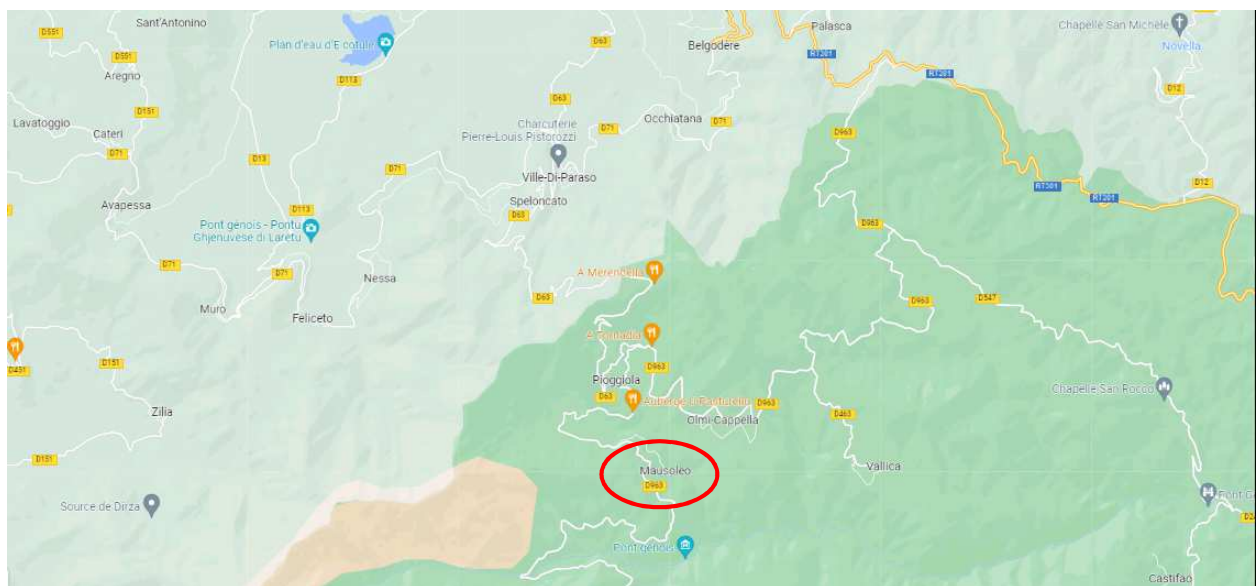 Sant'Antonino
Palasca
Chapelle San Michèle
D551
Plan d'eau d'E cotule
D63
Belgodère
RT201
Novella
D551
Aregno
D113
RT201
D151
D63
D12
Lavatoggio
Cateri
Charcuterie
Pierre-Louis Pistorozzi
Occhiatana
D71
D71
D963
D71
D13
D71
Ville-Di-Paraso
RT301
D12
Avapessa
D113
Speloncato
RT201
D63
Pont génois - Pontu
Ghjenuvese di Laretu
D963
D71
D71
Nessa
A Merendella
D63
D547
Muro
Feliceto
D963
D451
D151
D963
Pioggiola
Chapelle San Rocco
D63
Auberge
D963
Zilia
Olmi-Cappella
D463
D151
Mausoleo
Vallica
D963
Source de Dirza
Pont génois
Castifao